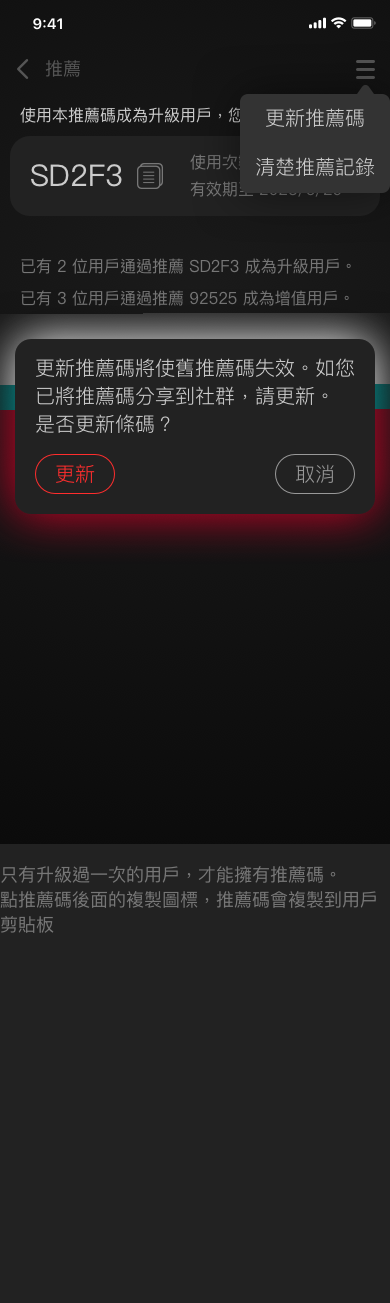 9:41
推薦
使用本推薦碼成為升級用戶，您
更新推薦碼
清楚推薦記錄
SD2F3
使用次
有效期至
已有 2 位用戶通過推薦 SD2F3 成為升級用戶。
已有 3 位用戶通過推薦 92525 成為增值用戶。
更新推薦碼將使舊推薦碼失效。如您
已將推薦碼分享到社群，請更新。
是否更新條碼？
更新
取消
只有升級過一次的用戶，才能擁有推薦碼。
點推薦碼後面的複製圖標，推薦碼會複製到用戶
剪貼板